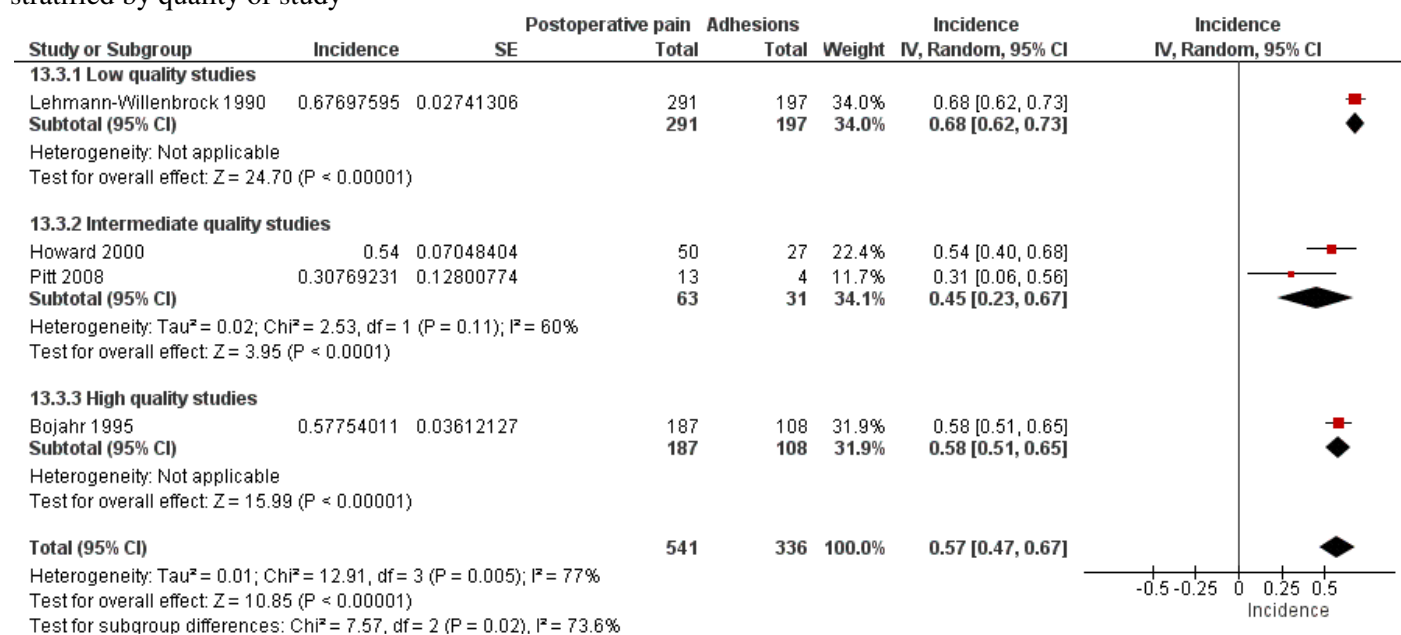 stratified by quality of study
Postoperative pain Adhesions Incidence Incidence
Study or Subgroup Incidence SE Total Total Weight IV, Random, 95% CI IV, Random, 95% CI
13.3.1 Low quality studies
Lehmann-Willenbrock 1990 0.67697595 0.02741306 291 197 34.0% 0.68 [0.62, 0.73]
Subtotal (95% CI) 291 197 34.0% 0.68 [0.62, 0.73]
Heterogeneity: Not applicable
Test for overall effect: Z = 24.70 (P < 0.00001)
13.3.2 Intermediate quality studies
Howard 2000 0.54 0.07048404 50 27 22.4% 0.54 [0.40, 0.68]
Pitt 2008 0.30769231 0.12800774 13 4 11.7% 0.31 [0.06, 0.56]
Subtotal (95% CI) 63 31 34.1% 0.45 [0.23, 0.67]
Heterogeneity: Tau² = 0.02; Chi² = 2.53, df = 1 (P = 0.11); I² = 60%
Test for overall effect: Z = 3.95 (P < 0.0001)
13.3.3 High quality studies
Bojahr 1995 0.57754011 0.03612127 187 108 31.9% 0.58 [0.51, 0.65]
Subtotal (95% CI) 187 108 31.9% 0.58 [0.51, 0.65]
Heterogeneity: Not applicable
Test for overall effect: Z = 15.99 (P < 0.00001)
Total (95% CI) 541 336 100.0% 0.57 [0.47, 0.67]
Heterogeneity: Tau² = 0.01; Chi² = 12.91, df = 3 (P = 0.005); I² = 77%
Test for overall effect: Z = 10.85 (P < 0.00001)
Test for subgroup differences: Chi² = 7.57, df = 2 (P = 0.02), I² = 73.6%
-0.5 -0.25 0 0.25 0.5
Incidence